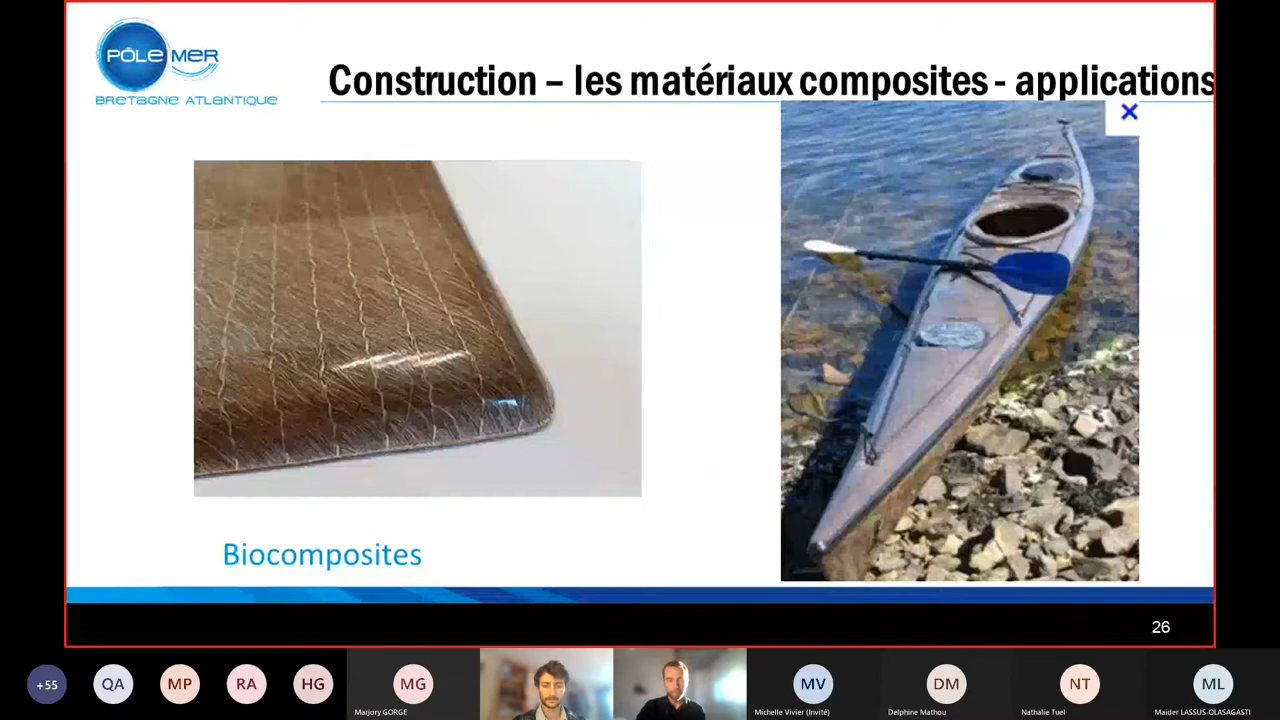 PÔLE MER
BRETAGNE ATLANTIQUE
Construction – les matériaux composites - applications
Biocomposites
26
+55
QA
MP
RA
HG
MG
MV
DM
NT
ML
Marjory GORGE
Michelle Vivier (Invité)
Delphine Mathou
Nathalie Tuel
Maider LASSUS-OLASAGASTI